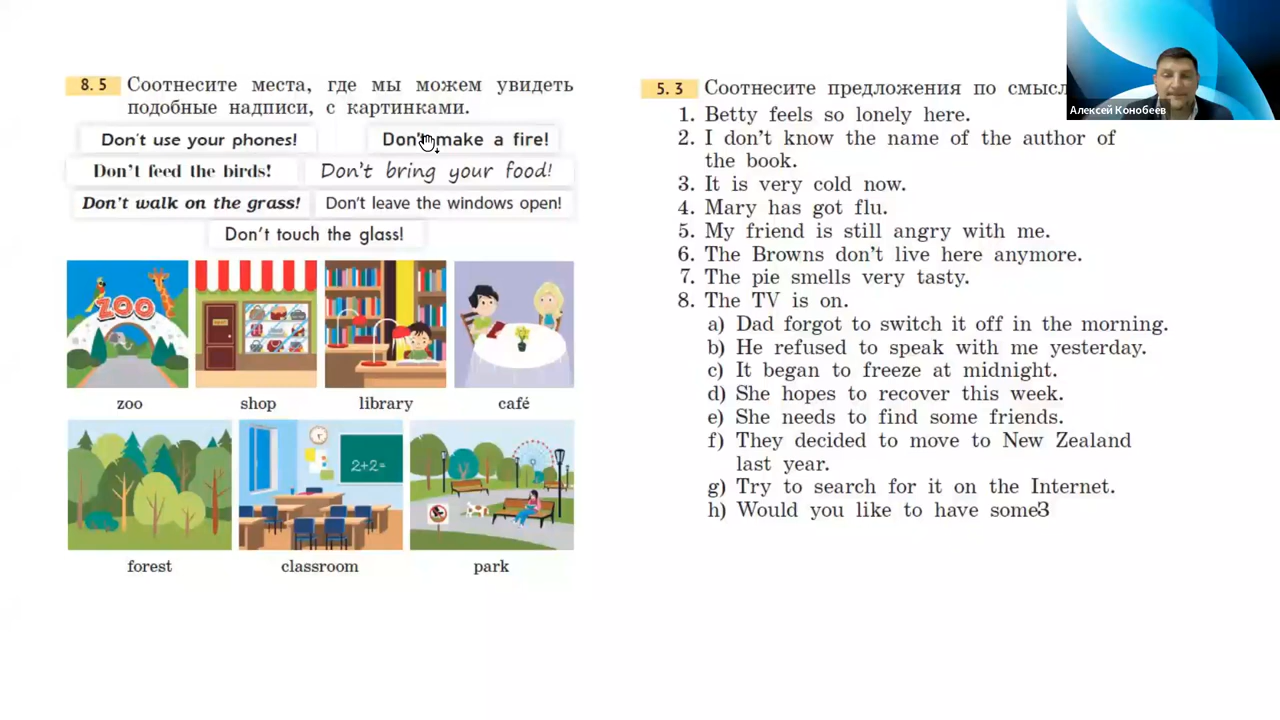 8. 5 Соотнесите места, где мы можем увидеть
подобные надписи, с картинками.
Don't use your phones!
Don't make a fire!
Don't feed the birds!
Don't bring your food!
Don't walk on the grass!
Don't leave the windows open!
Don't touch the glass!
ZOO
2+2=
zoo
shop
library
café
forest
classroom
park
5. 3 Соотнесите предложения по смысл
1. Betty feels so lonely here.
2. I don't know the name of the author of
the book.
3. It is very cold now.
4. Mary has got flu.
5. My friend is still angry with me.
6. The Browns don't live here anymore.
7. The pie smells very tasty.
8. The TV is on.
a) Dad forgot to switch it off in the morning.
b) He refused to speak with me yesterday.
c) It began to freeze at midnight.
d) She hopes to recover this week.
e) She needs to find some friends.
f) They decided to move to New Zealand
last year.
g) Try to search for it on the Internet.
h) Would you like to have some3
Алексей Конобеев